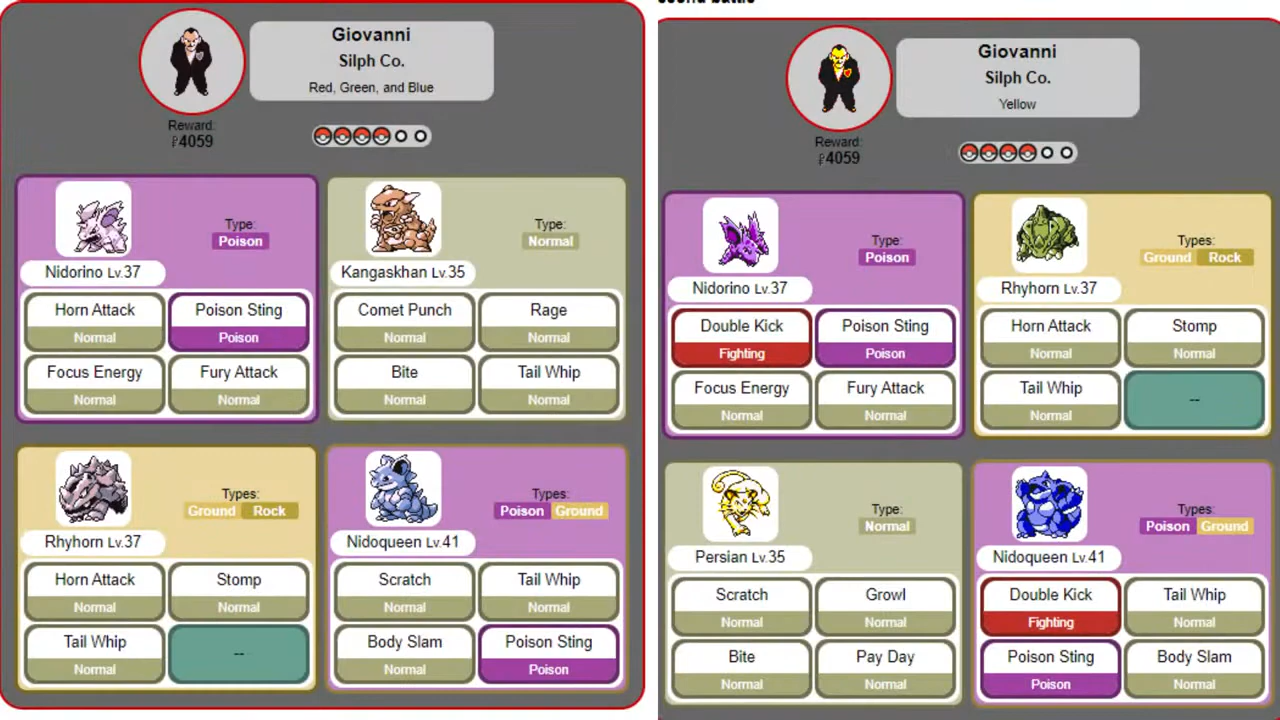 Giovanni
Silph Co.
Red, Green, and Blue
Reward:
₽4059
Type:
Poison
Nidorino Lv.37
Horn Attack
Normal
Poison Sting
Poison
Focus Energy
Normal
Fury Attack
Normal
Type:
Normal
Kangaskhan Lv.35
Comet Punch
Normal
Rage
Normal
Bite
Normal
Tail Whip
Normal
Types:
Ground Rock
Rhyhorn Lv.37
Horn Attack
Normal
Stomp
Normal
Tail Whip
Normal
--
Types:
Poison Ground
Nidoqueen Lv.41
Scratch
Normal
Tail Whip
Normal
Body Slam
Normal
Poison Sting
Poison
Giovanni
Silph Co.
Yellow
Reward:
₽4059
Type:
Poison
Nidorino Lv.37
Double Kick
Fighting
Poison Sting
Poison
Focus Energy
Normal
Fury Attack
Normal
Types:
Ground Rock
Rhyhorn Lv.37
Horn Attack
Normal
Stomp
Normal
Tail Whip
Normal
--
Type:
Normal
Persian Lv.35
Scratch
Normal
Growl
Normal
Bite
Normal
Pay Day
Normal
Types:
Poison Ground
Nidoqueen Lv.41
Double Kick
Fighting
Tail Whip
Normal
Poison Sting
Poison
Body Slam
Normal